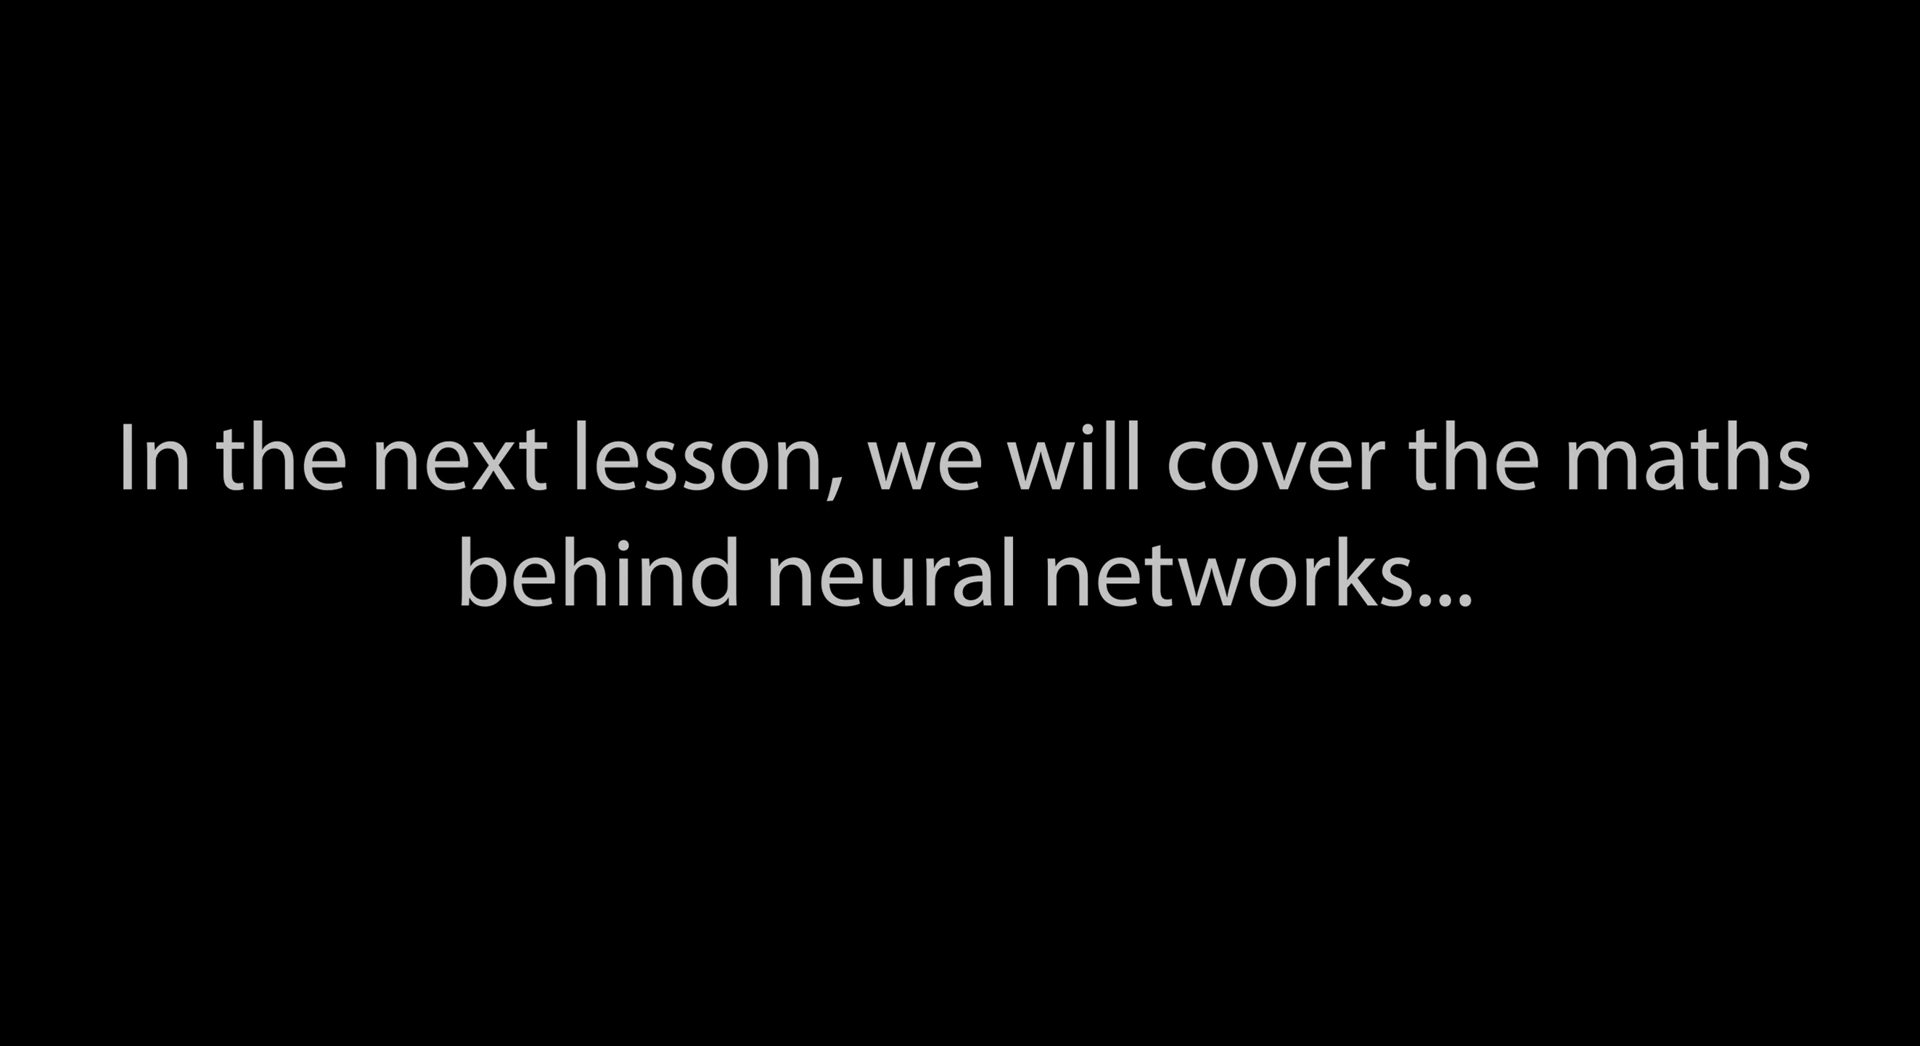 In the next lesson, we will cover the maths
behind neural networks...